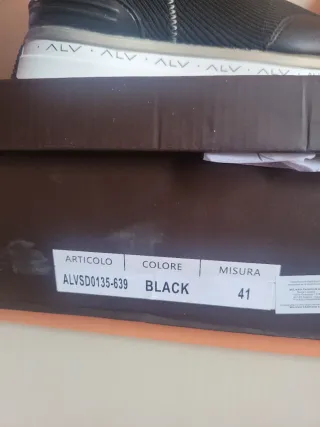 · ALV · ALV · ALV · ALV ·
ARTICOLO | COLORE | MISURA
ALVSD0135-639 BLACK 41